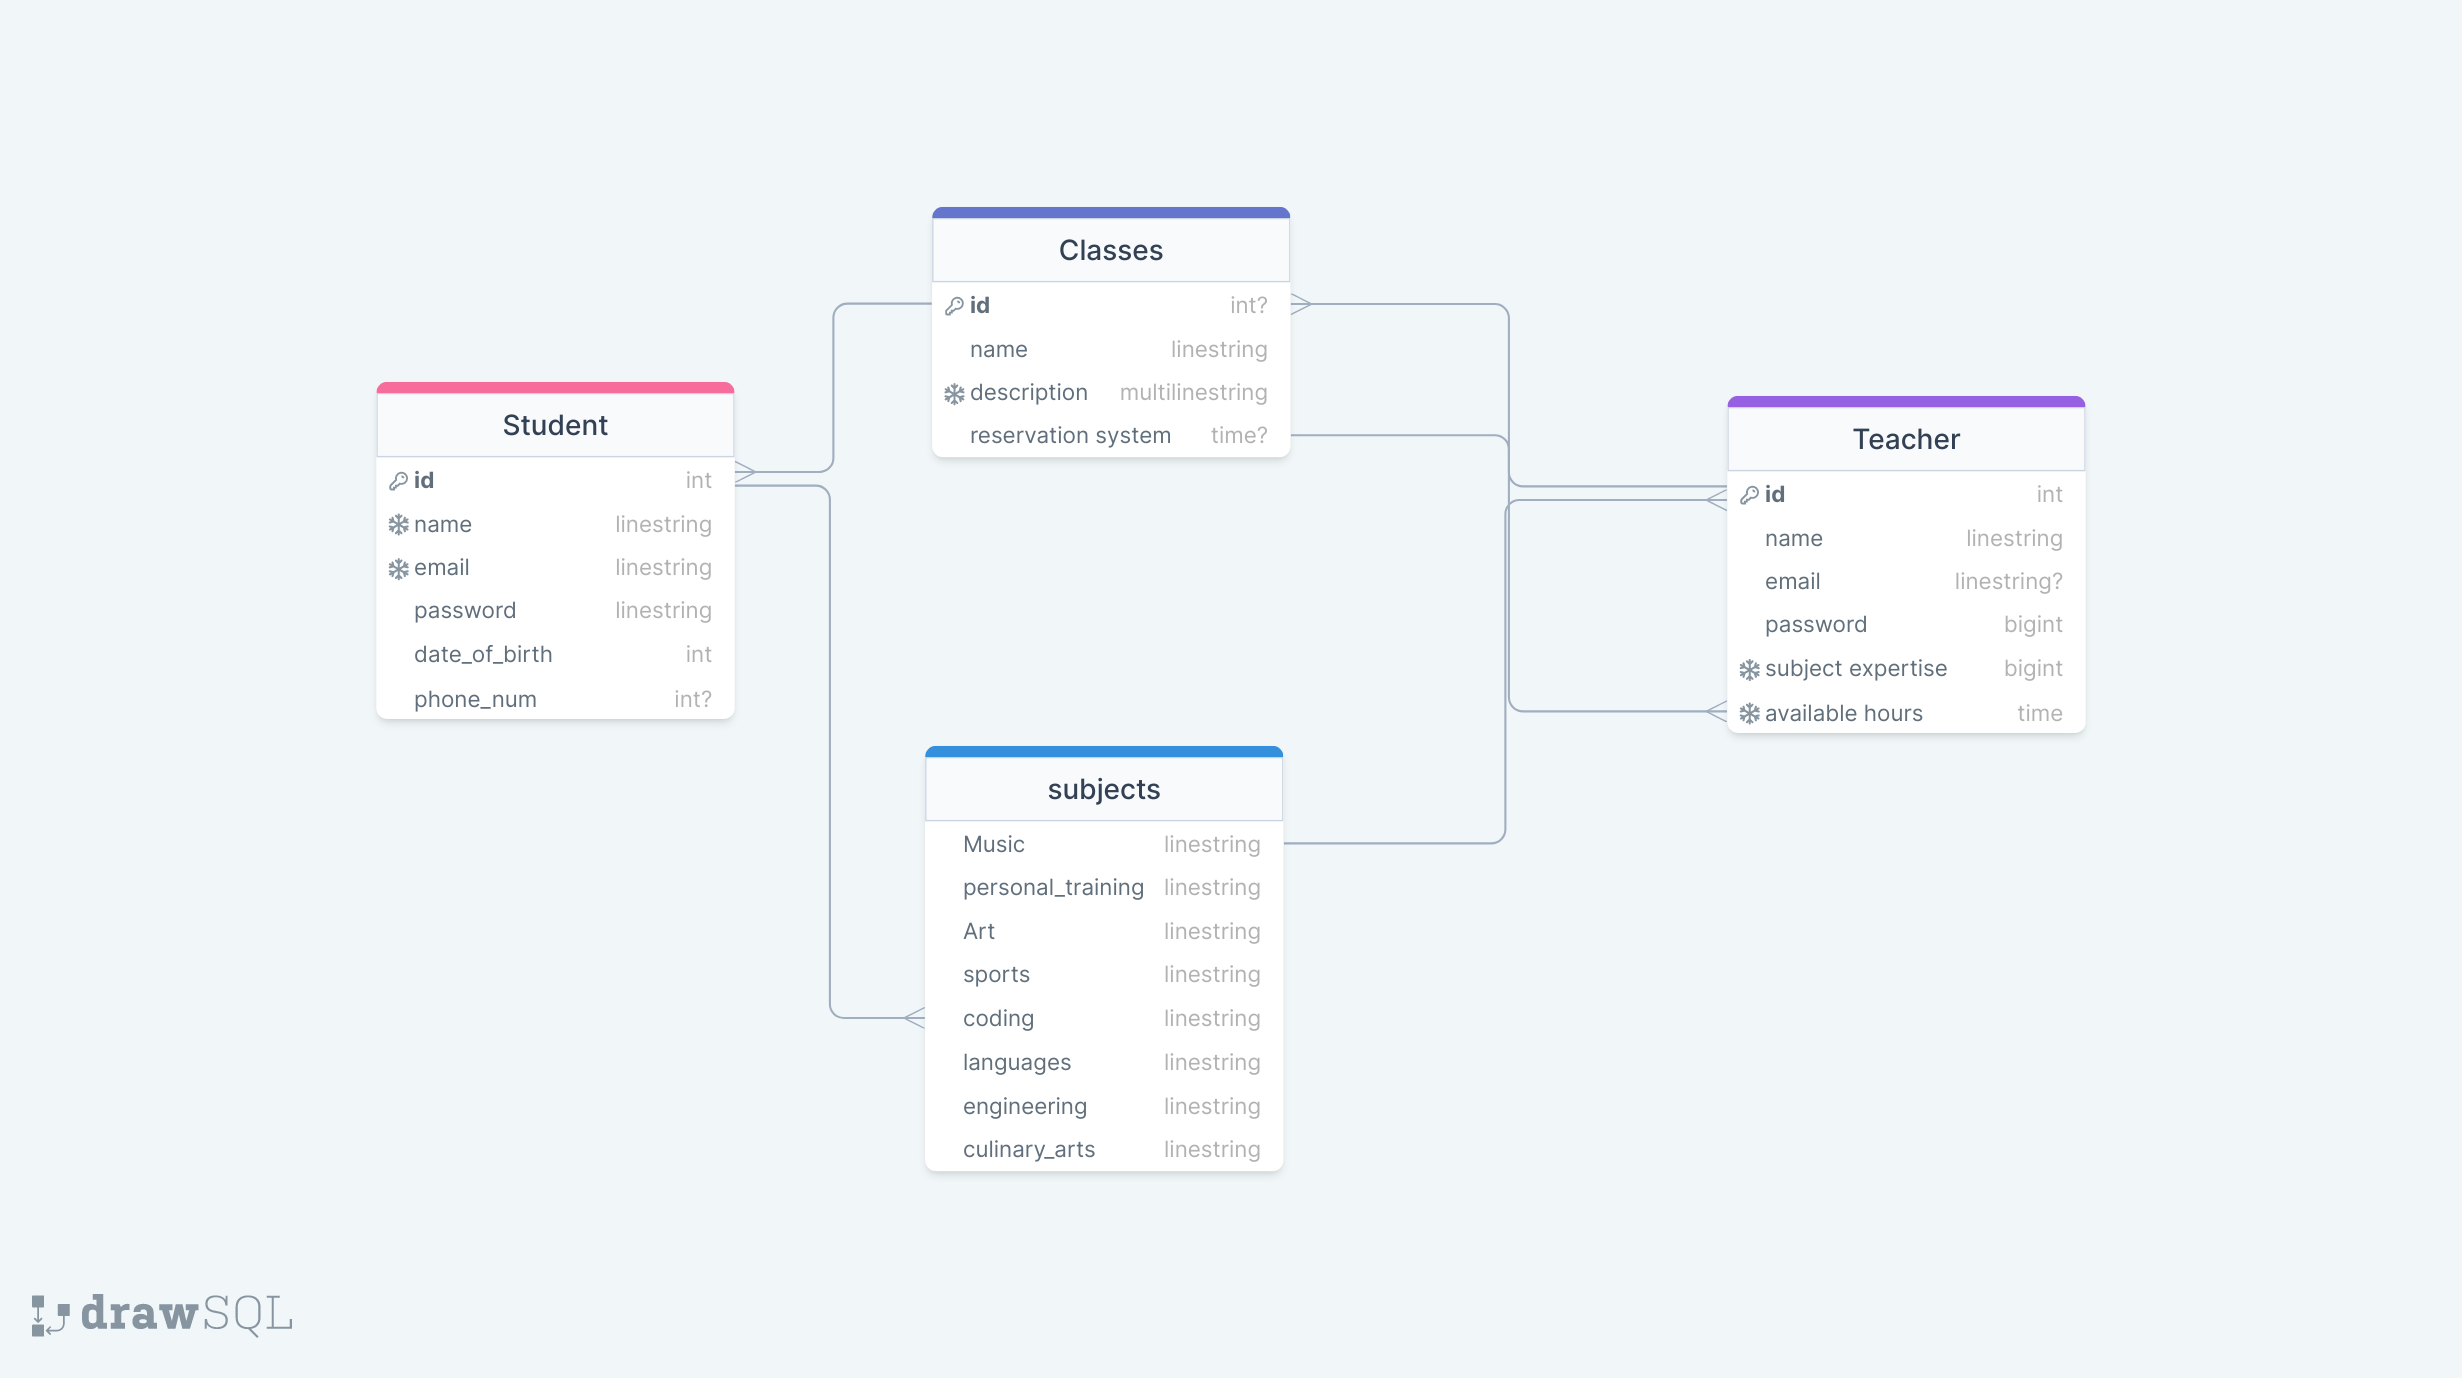 Classes
id int?
name linestring
description multilinestring
reservation system time?
Student
id int
name linestring
email linestring
password linestring
date_of_birth int
phone_num int?
Teacher
id int
name linestring
email linestring?
password bigint
subject expertise bigint
available hours time
subjects
Music linestring
personal_training linestring
Art linestring
sports linestring
coding linestring
languages linestring
engineering linestring
culinary_arts linestring
drawSQL